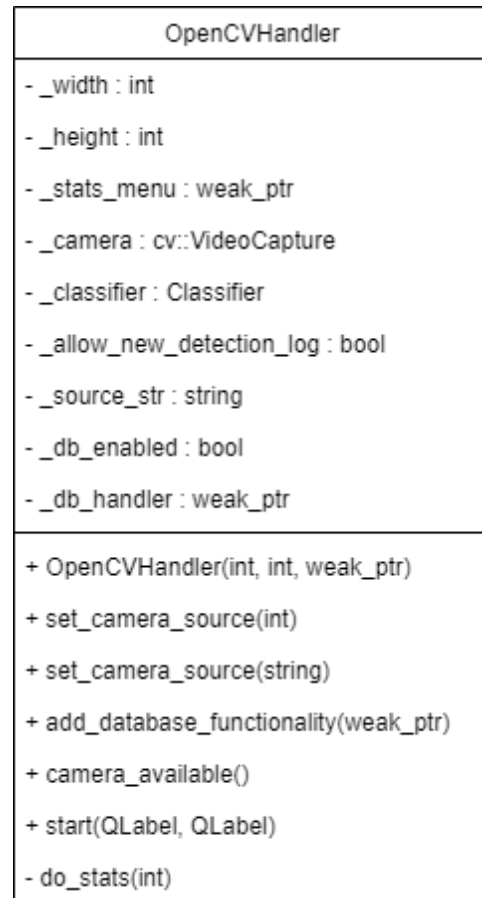 OpenCVHandler
- _width : int
- _height : int
- _stats_menu : weak_ptr
- _camera : cv::VideoCapture
- _classifier : Classifier
- _allow_new_detection_log : bool
- _source_str : string
- _db_enabled : bool
- _db_handler : weak_ptr
+ OpenCVHandler(int, int, weak_ptr)
+ set_camera_source(int)
+ set_camera_source(string)
+ add_database_functionality(weak_ptr)
+ camera_available()
+ start(QLabel, QLabel)
- do_stats(int)